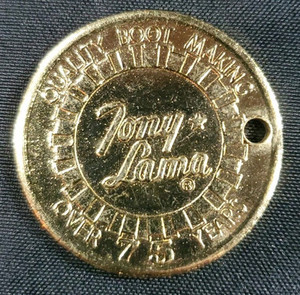 QUALITY BOOT MAKING
Tony
Lama
®
OVER 75 YEARS